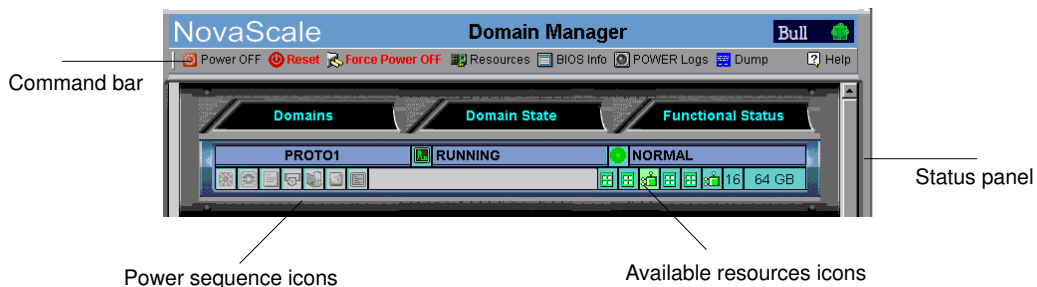 NovaScale Domain Manager Bull
Power OFF Reset Force Power OFF Resources BIOS Info POWER Logs Dump Help
Command bar
Domains Domain State Functional Status
PROTO1 RUNNING NORMAL
16 64 GB
Status panel
Power sequence icons
Available resources icons